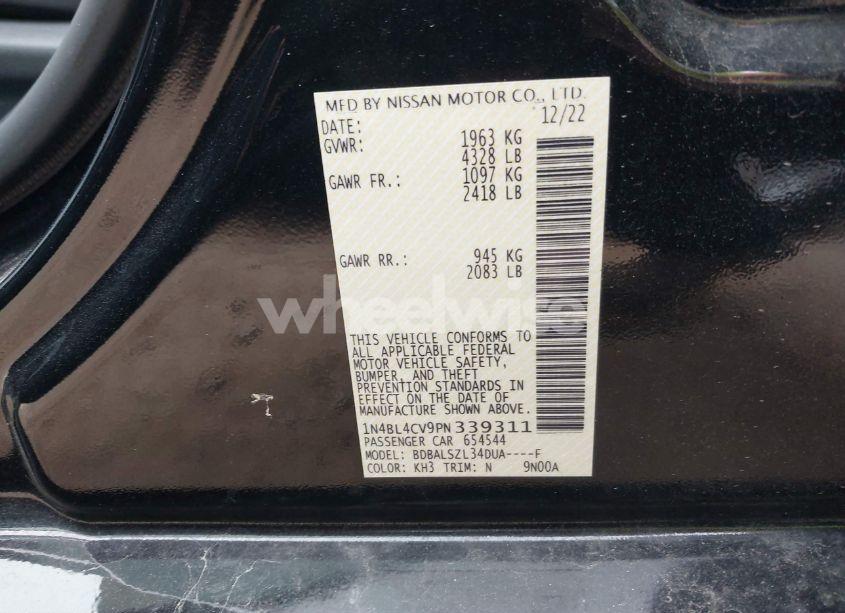 MFD BY NISSAN MOTOR CO., LTD.
DATE: 12/22
GVWR: 1963 KG
4328 LB
GAWR FR.: 1097 KG
2418 LB
GAWR RR.: 945 KG
2083 LB
wheelwise
THIS VEHICLE CONFORMS TO
ALL APPLICABLE FEDERAL
MOTOR VEHICLE SAFETY,
BUMPER, AND THEFT
PREVENTION STANDARDS IN
EFFECT ON THE DATE OF
MANUFACTURE SHOWN ABOVE.
1N4BL4CV9PN339311
PASSENGER CAR 654544
MODEL: BDBALSZL34DUA----F
COLOR: KH3 TRIM: N 9N00A